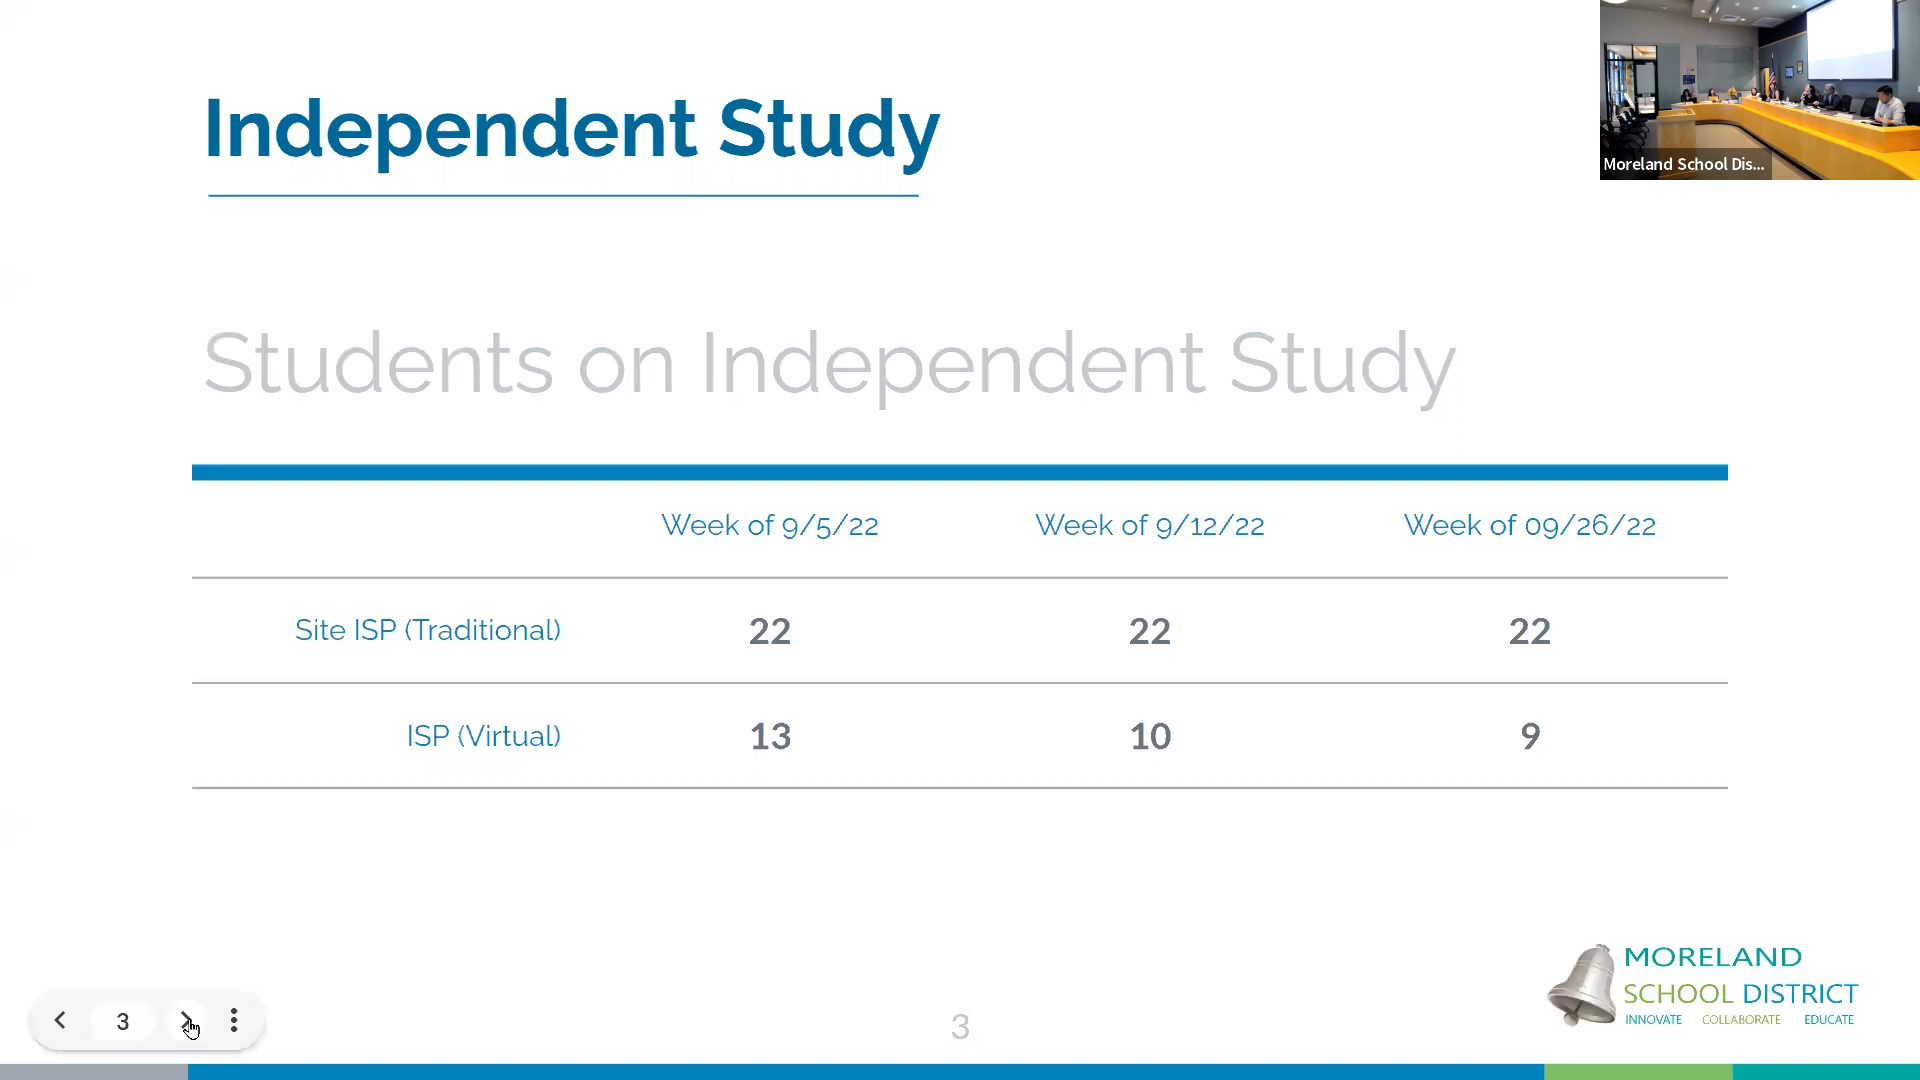 Independent Study
Moreland School Dis...
Students on Independent Study
Week of 9/5/22 Week of 9/12/22 Week of 09/26/22
Site ISP (Traditional) 22 22 22
ISP (Virtual) 13 10 9
MORELAND
SCHOOL DISTRICT
INNOVATE COLLABORATE EDUCATE
3
3